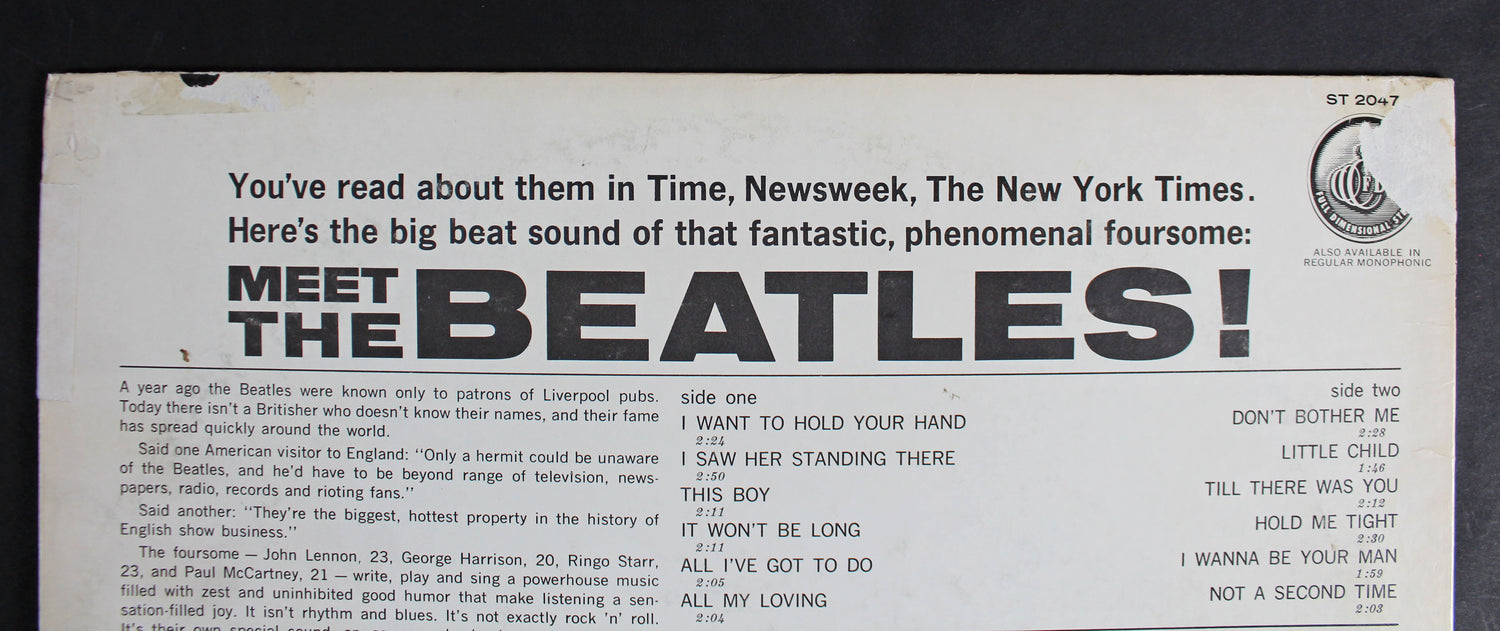 ST 2047
You've read about them in Time, Newsweek, The New York Times.
Here's the big beat sound of that fantastic, phenomenal foursome:
FULL DIMENSIONAL
ALSO AVAILABLE IN
REGULAR MONOPHONIC
MEET
THE
BEATLES!
A year ago the Beatles were known only to patrons of Liverpool pubs.
Today there isn't a Britisher who doesn't know their names, and their fame
has spread quickly around the world.
Said one American visitor to England: "Only a hermit could be unaware
of the Beatles, and he'd have to be beyond range of television, news-
papers, radio, records and rioting fans."
Said another: "They're the biggest, hottest property in the history of
English show business."
The foursome — John Lennon, 23, George Harrison, 20, Ringo Starr,
23, and Paul McCartney, 21 — write, play and sing a powerhouse music
filled with zest and uninhibited good humor that make listening a sen-
sation-filled joy. It isn't rhythm and blues. It's not exactly rock 'n' roll.
It's their own special sound,
side one
I WANT TO HOLD YOUR HAND
2:24
I SAW HER STANDING THERE
2:50
THIS BOY
2:11
IT WON'T BE LONG
2:11
ALL I'VE GOT TO DO
2:05
ALL MY LOVING
2:04
side two
DON'T BOTHER ME
2:28
LITTLE CHILD
1:46
TILL THERE WAS YOU
2:12
HOLD ME TIGHT
2:30
I WANNA BE YOUR MAN
1:59
NOT A SECOND TIME
2:03